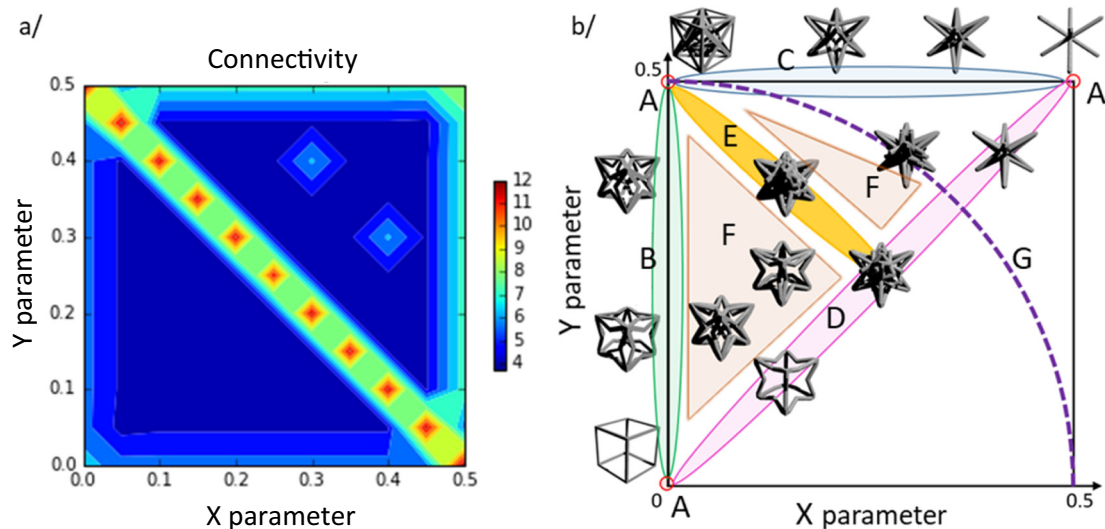 a/
Connectivity
0.5
0.4
0.3
0.2
0.1
0.0
0.0 0.1 0.2 0.3 0.4 0.5
Y parameter
X parameter
12
11
10
9
8
7
6
5
4
b/
0.5
C
A
A
E
F
F
B
G
D
Y parameter
0
A
X parameter
0.5